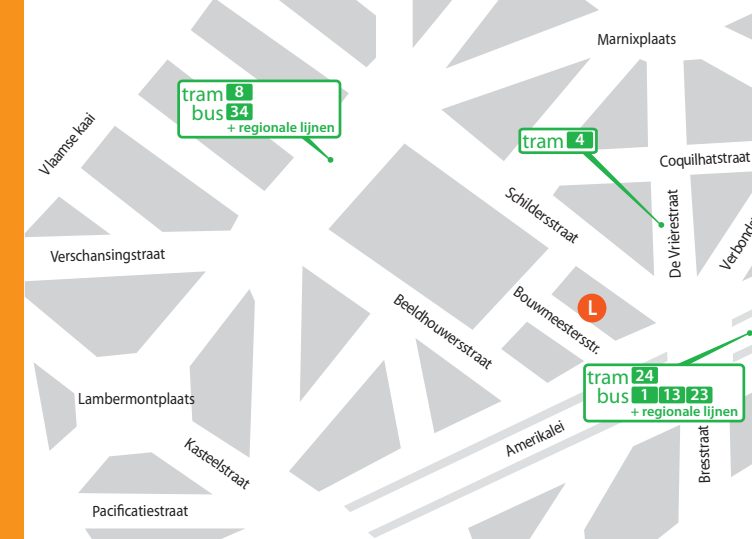 Marnixplaats
tram 8
bus 34
+ regionale lijnen
Vlaamse kaai
tram 4
Coquilhatstraat
Schildersstraat
De Vrièrestraat
Verschansingstraat
L
Bouwmeestersstr.
Beeldhouwersstraat
tram 24
bus 1 13 23
+ regionale lijnen
Lambermontplaats
Amerikalei
Bresstraat
Kasteelstraat
Pacificatiestraat